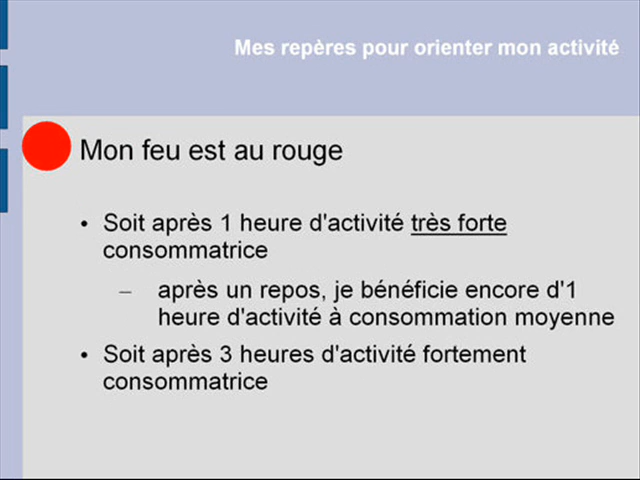 Mes repères pour orienter mon activité
Mon feu est au rouge
• Soit après 1 heure d'activité très forte
consommatrice
– après un repos, je bénéficie encore d'1
heure d'activité à consommation moyenne
• Soit après 3 heures d'activité fortement
consommatrice